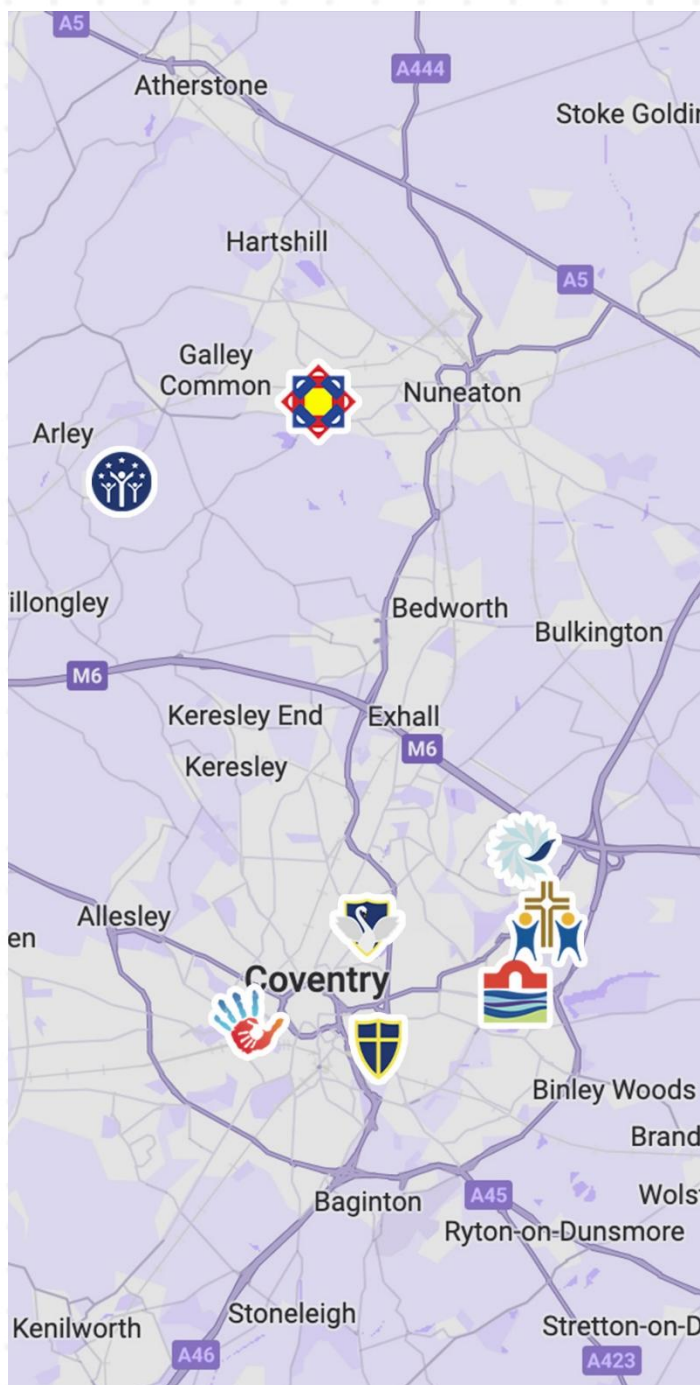 A5
Atherstone
A444
Stoke Goldin
Hartshill
A5
Galley
Common
Nuneaton
Arley
illongley
Bedworth
Bulkington
M6
Keresley End
Exhall
M6
Keresley
Allesley
en
Coventry
Binley Woods
Brand
Wols
Baginton
A45
Ryton-on-Dunsmore
Stoneleigh
Kenilworth
Stretton-on-D
A46
A423